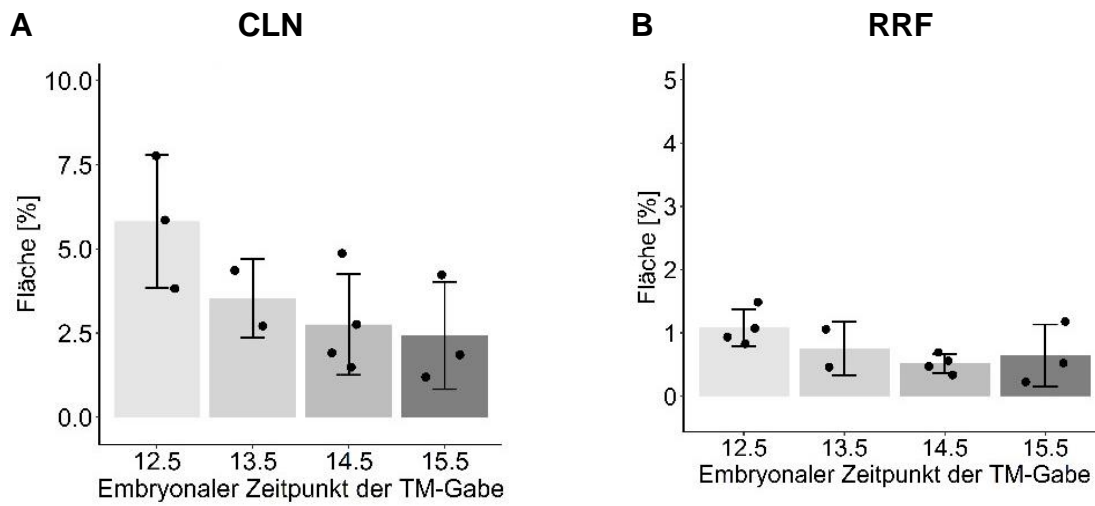 A CLN
10.0
7.5
5.0
2.5
0.0
Fläche [%]
12.5 13.5 14.5 15.5
Embryonaler Zeitpunkt der TM-Gabe
B RRF
5
4
3
2
1
0
Fläche [%]
12.5 13.5 14.5 15.5
Embryonaler Zeitpunkt der TM-Gabe